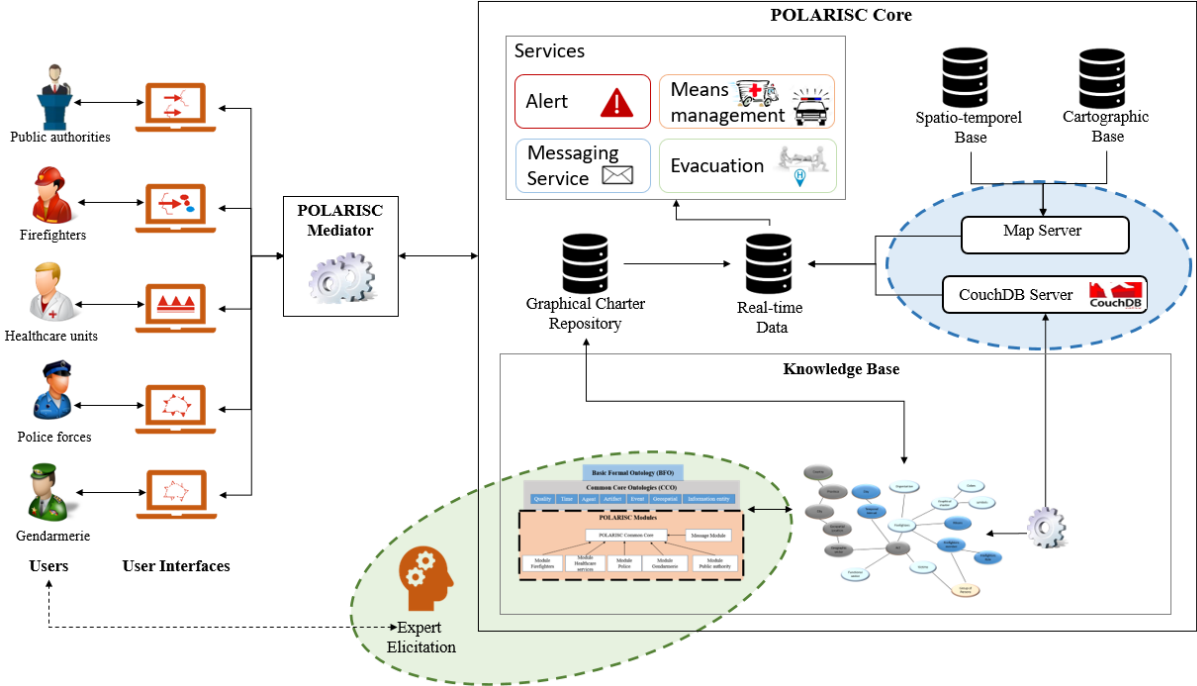 POLARISC Core
Services
Alert
Means
management
Messaging
Service
Evacuation
H
Spatio-temporel
Base
Cartographic
Base
Public authorities
Firefighters
Healthcare units
Police forces
Gendarmerie
Users
User Interfaces
POLARISC
Mediator
Map Server
CouchDB Server
CouchDB
Graphical Charter
Repository
Real-time
Data
Knowledge Base
Basic Formal Ontology (BFO)
Common Core Ontologies (CCO)
Quality
Time
Agent
Artifact
Event
Geospatial
Information entity
POLARISC Modules
POLARISC Common Core
Message Module
Module
Firefighters
Module
Healthcare
services
Module
Police
Module
Gendarmerie
Module
Public authority
Expert
Elicitation